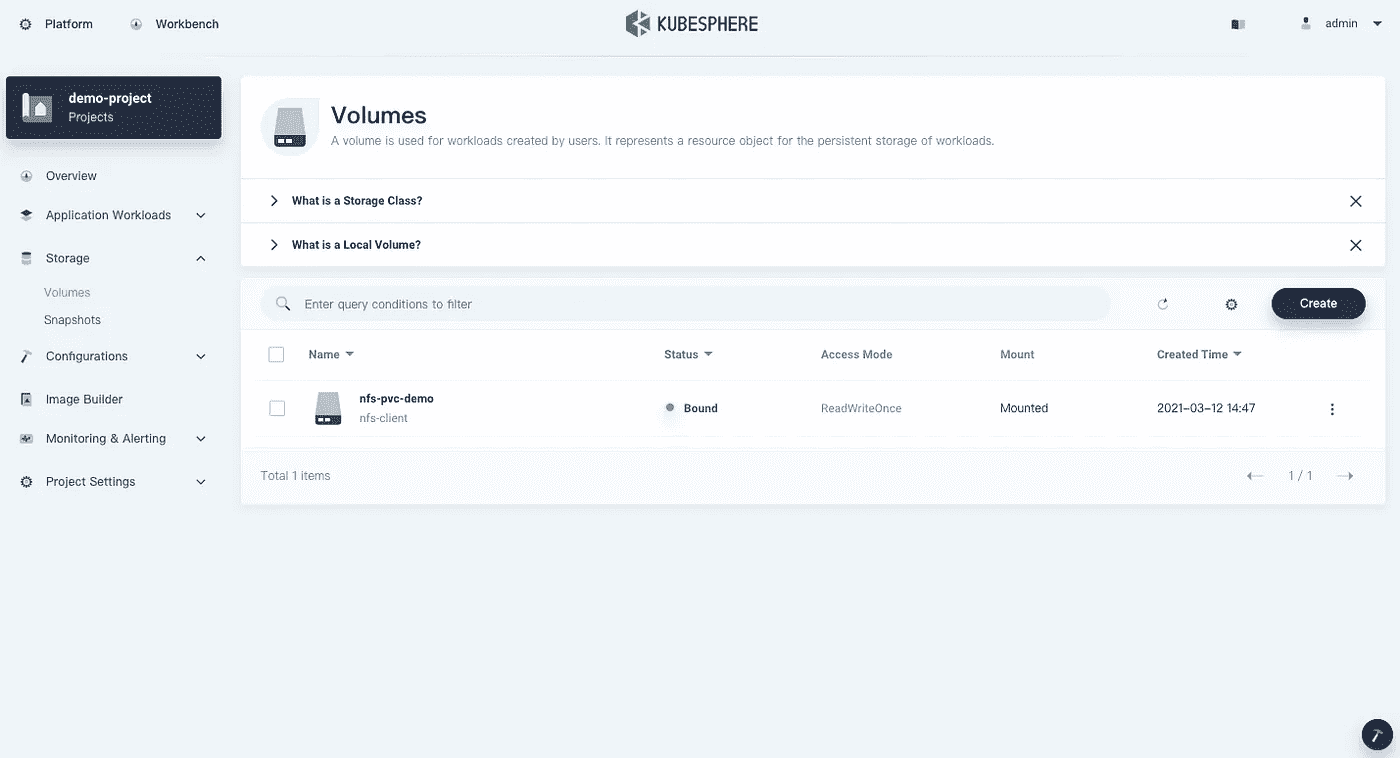 Platform
Workbench
KUBESPHERE
admin
demo-project
Projects
Overview
Application Workloads
Storage
Volumes
Snapshots
Configurations
Image Builder
Monitoring & Alerting
Project Settings
Volumes
A volume is used for workloads created by users. It represents a resource object for the persistent storage of workloads.
What is a Storage Class?
What is a Local Volume?
Enter query conditions to filter
Create
Name Status Access Mode Mount Created Time
nfs-pvc-demo
nfs-client
Bound ReadWriteOnce Mounted 2021-03-12 14:47
Total 1 items
1 / 1